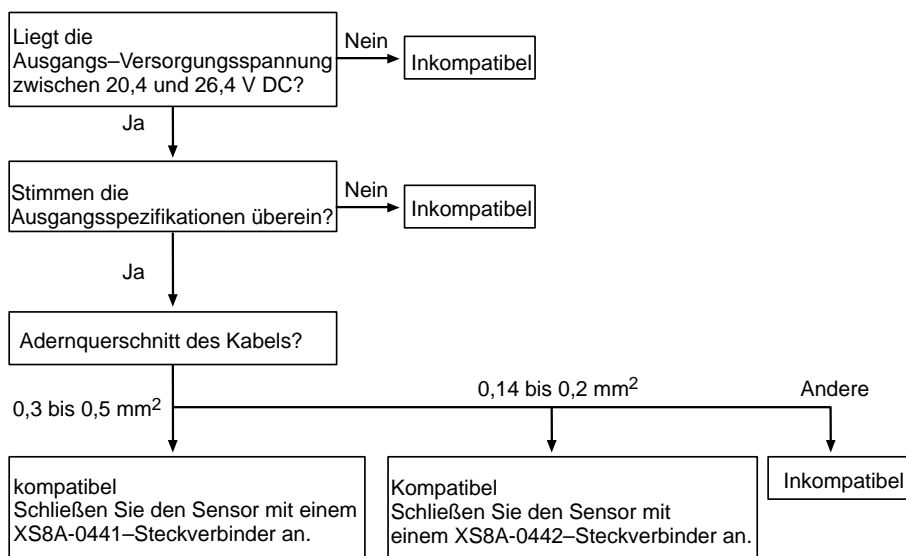 Liegt die
Ausgangs–Versorgungsspannung
zwischen 20,4 und 26,4 V DC?
Nein
Inkompatibel
Ja
Stimmen die
Ausgangsspezifikationen überein?
Nein
Inkompatibel
Ja
Adernquerschnitt des Kabels?
0,3 bis 0,5 mm²
0,14 bis 0,2 mm²
Andere
kompatibel
Schließen Sie den Sensor mit einem
XS8A-0441–Steckverbinder an.
Kompatibel
Schließen Sie den Sensor mit
einem XS8A-0442–Steckverbinder an.
Inkompatibel